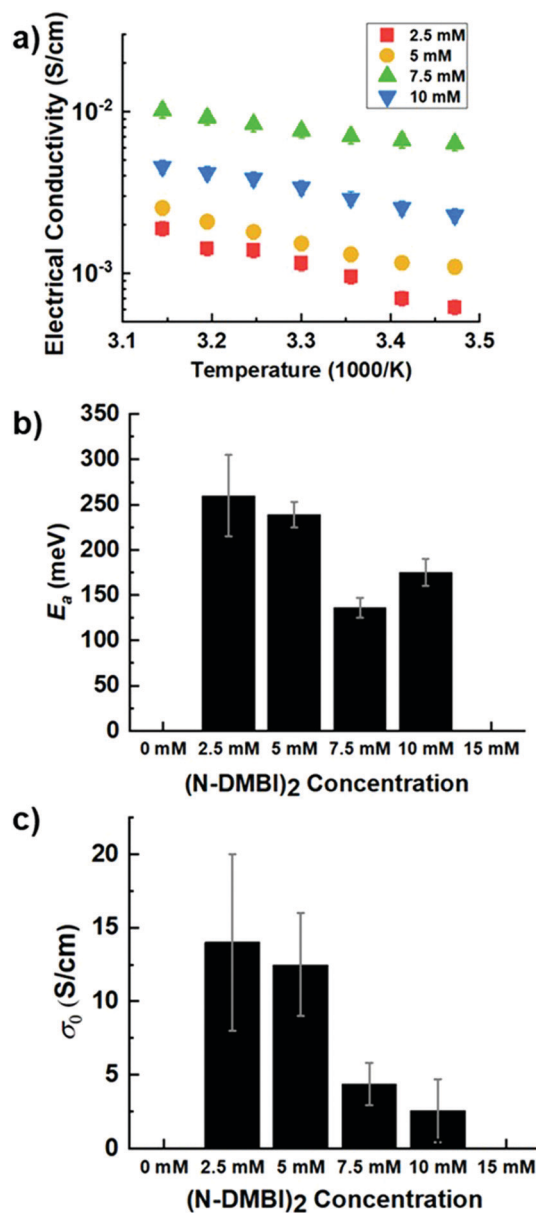 a)
Electrical Conductivity (S/cm)
10⁻²
10⁻³
2.5 mM
5 mM
7.5 mM
10 mM
3.1 3.2 3.3 3.4 3.5
Temperature (1000/K)
b)
Eₐ (meV)
350
300
250
200
150
100
50
0
0 mM 2.5 mM 5 mM 7.5 mM 10 mM 15 mM
(N-DMBI)₂ Concentration
c)
σ₀ (S/cm)
20
15
10
5
0
0 mM 2.5 mM 5 mM 7.5 mM 10 mM 15 mM
(N-DMBI)₂ Concentration